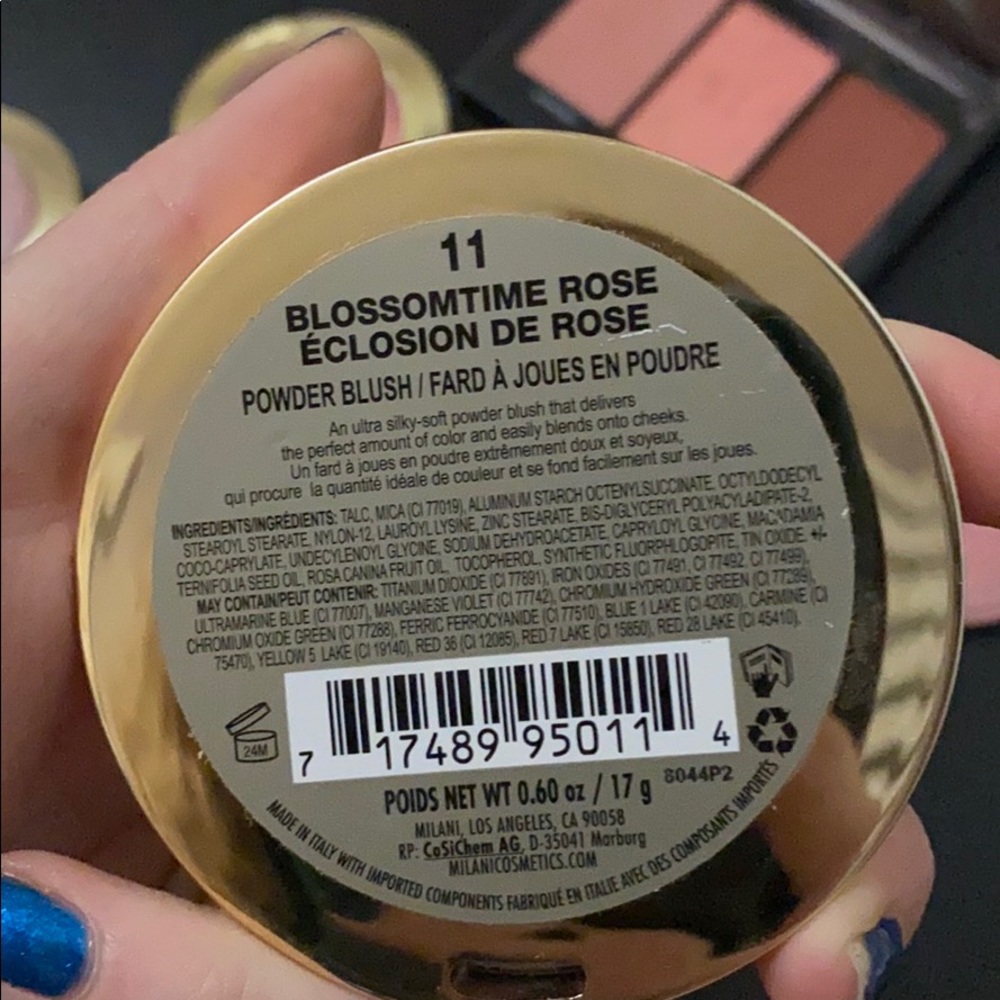 11
BLOSSOMTIME ROSE
ÉCLOSION DE ROSE
POWDER BLUSH / FARD À JOUES EN POUDRE
An ultra silky-soft powder blush that delivers
the perfect amount of color and easily blends onto cheeks.
Un fard à joues en poudre extrêmement doux et soyeux,
qui procure la quantité idéale de couleur et se fond facilement sur les joues.
INGREDIENTS/INGRÉDIENTS: TALC, MICA (CI 77019), ALUMINUM STARCH OCTENYLSUCCINATE, OCTYLDODECYL
STEAROYL STEARATE, NYLON-12, LAUROYL LYSINE, ZINC STEARATE, BIS-DIGLYCERYL POLYACYLADIPATE-2,
COCO-CAPRYLATE, UNDECYLENOYL GLYCINE, SODIUM DEHYDROACETATE, CAPRYLOYL GLYCINE, MACADAMIA
TERNIFOLIA SEED OIL, ROSA CANINA FRUIT OIL, TOCOPHEROL, SYNTHETIC FLUORPHLOGOPITE, TIN OXIDE. +/-
MAY CONTAIN/PEUT CONTENIR: TITANIUM DIOXIDE (CI 77891), IRON OXIDES (CI 77491, CI 77492, CI 77499),
ULTRAMARINE BLUE (CI 77007), MANGANESE VIOLET (CI 77742), CHROMIUM HYDROXIDE GREEN (CI 77289),
CHROMIUM OXIDE GREEN (CI 77288), FERRIC FERROCYANIDE (CI 77510), BLUE 1 LAKE (CI 42090), CARMINE (CI
75470), YELLOW 5 LAKE (CI 19140), RED 36 (CI 12085), RED 7 LAKE (CI 15850), RED 28 LAKE (CI 45410).
24M
7 17489 95011 4
8044P2
POIDS NET WT 0.60 oz / 17 g
MILANI, LOS ANGELES, CA 90058
RP: CoSiChem AG, D-35041 Marburg
MILANICOSMETICS.COM
MADE IN ITALY WITH IMPORTED COMPONENTS FABRIQUÉ EN ITALIE AVEC DES COMPOSANTS IMPORTÉS